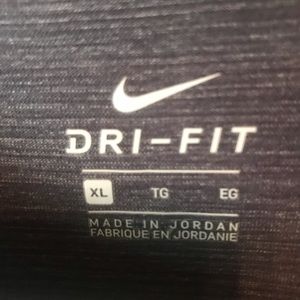 DRI-FIT
XL TG EG
MADE IN JORDAN
FABRIQUE EN JORDANIE